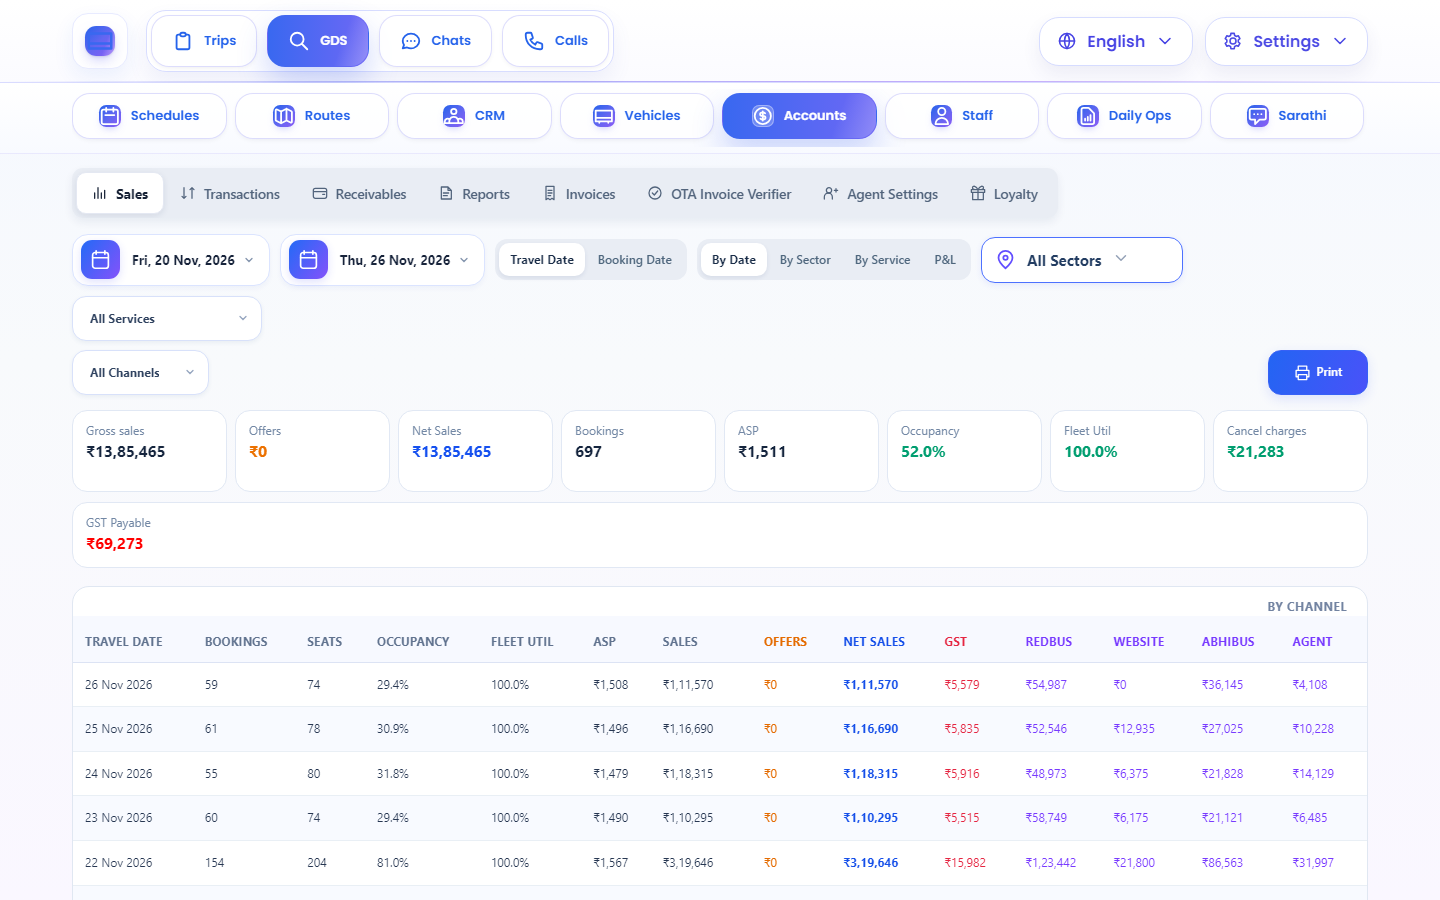 Trips GDS Chats Calls English Settings
Schedules Routes CRM Vehicles Accounts Staff Daily Ops Sarathi
Sales Transactions Receivables Reports Invoices OTA Invoice Verifier Agent Settings Loyalty
Fri, 20 Nov, 2026 Thu, 26 Nov, 2026 Travel Date Booking Date By Date By Sector By Service P&L All Sectors
All Services
All Channels Print
Gross sales Offers Net Sales Bookings ASP Occupancy Fleet Util Cancel charges
₹13,85,465 ₹0 ₹13,85,465 697 ₹1,511 52.0% 100.0% ₹21,283
GST Payable
₹69,273
BY CHANNEL
TRAVEL DATE BOOKINGS SEATS OCCUPANCY FLEET UTIL ASP SALES OFFERS NET SALES GST REDBUS WEBSITE ABHIBUS AGENT
26 Nov 2026 59 74 29.4% 100.0% ₹1,508 ₹1,11,570 ₹0 ₹1,11,570 ₹5,579 ₹54,987 ₹0 ₹36,145 ₹4,108
25 Nov 2026 61 78 30.9% 100.0% ₹1,496 ₹1,16,690 ₹0 ₹1,16,690 ₹5,835 ₹52,546 ₹12,935 ₹27,025 ₹10,228
24 Nov 2026 55 80 31.8% 100.0% ₹1,479 ₹1,18,315 ₹0 ₹1,18,315 ₹5,916 ₹48,973 ₹6,375 ₹21,828 ₹14,129
23 Nov 2026 60 74 29.4% 100.0% ₹1,490 ₹1,10,295 ₹0 ₹1,10,295 ₹5,515 ₹58,749 ₹6,175 ₹21,121 ₹6,485
22 Nov 2026 154 204 81.0% 100.0% ₹1,567 ₹3,19,646 ₹0 ₹3,19,646 ₹15,982 ₹1,23,442 ₹21,800 ₹86,563 ₹31,997